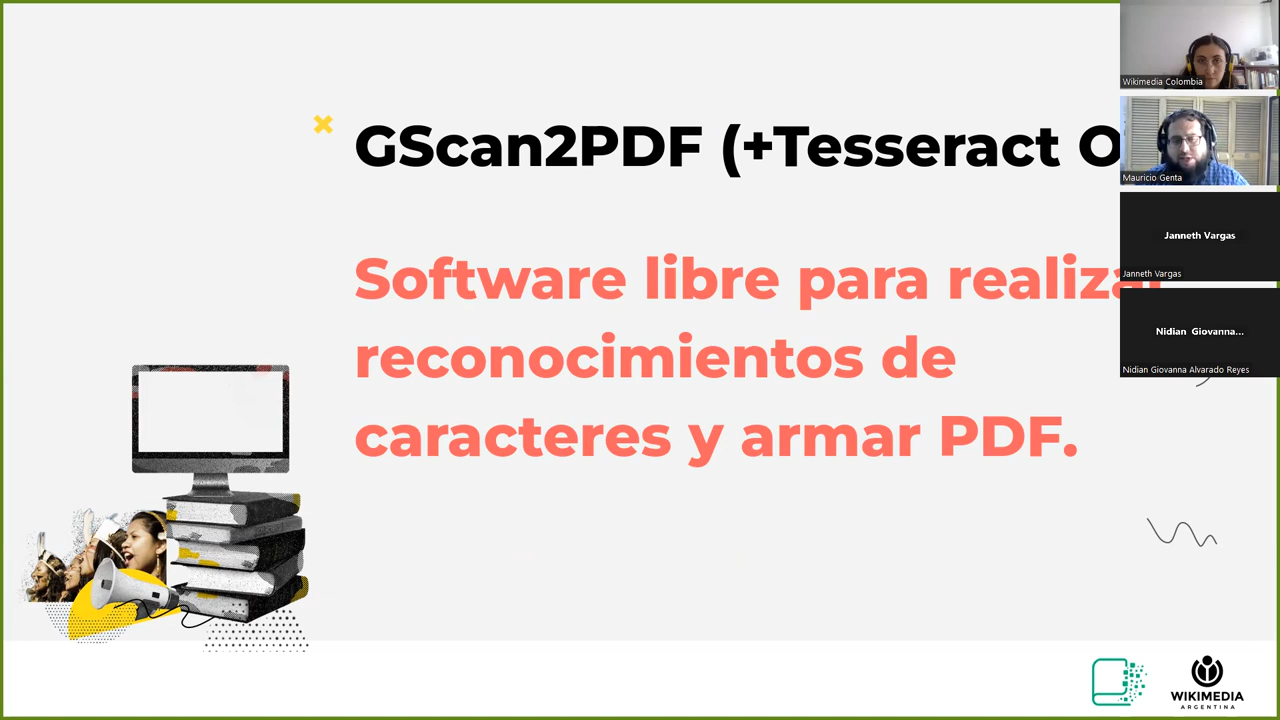 GScan2PDF (+Tesseract O
Software libre para realizar
reconocimientos de
caracteres y armar PDF.
Wikimedia Colombia
Mauricio Genta
Janneth Vargas
Janneth Vargas
Nidian Giovanna...
Nidian Giovanna Alvarado Reyes
WIKIMEDIA
ARGENTINA